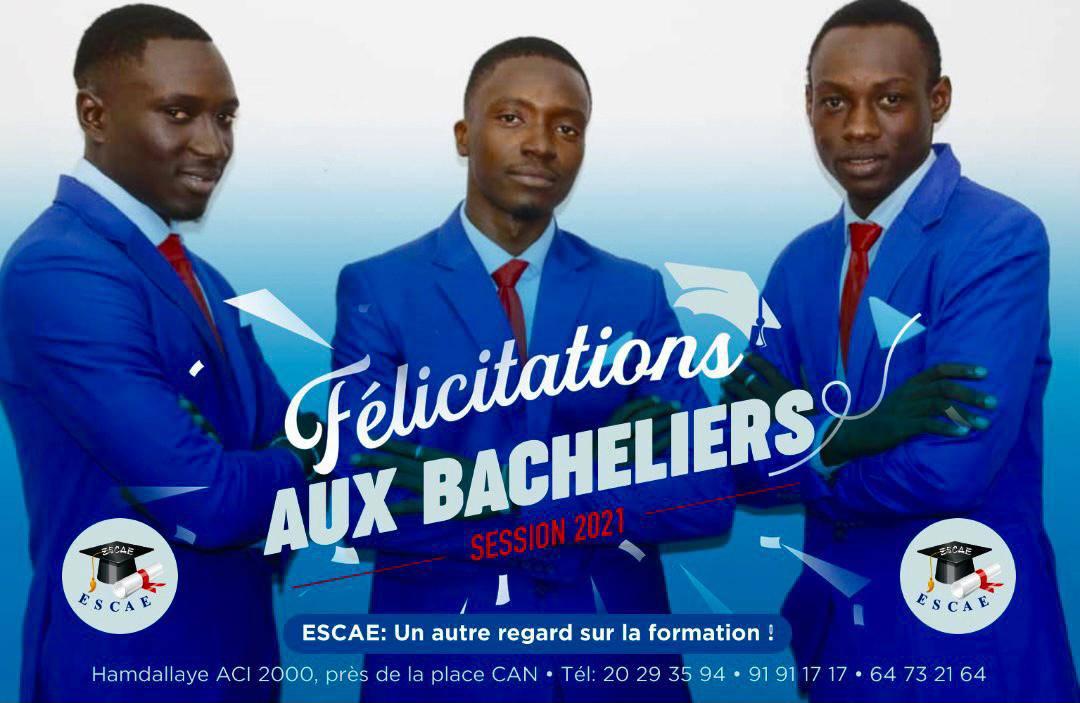 Félicitations
AUX BACHELIERS
SESSION 2021
ESCAE
ESCAE
ESCAE
ESCAE
ESCAE: Un autre regard sur la formation !
Hamdallaye ACI 2000, près de la place CAN • Tél: 20 29 35 94 • 91 91 17 17 • 64 73 21 64